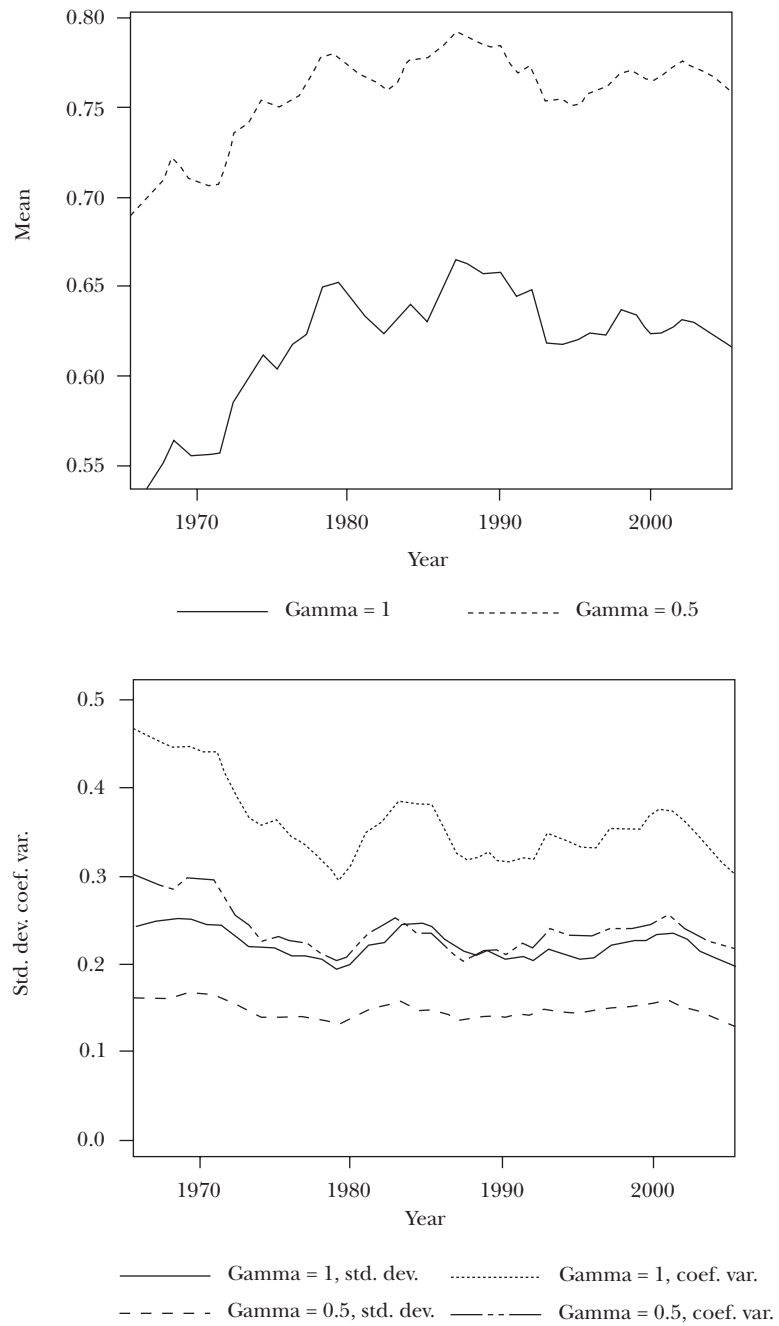 0.80
0.75
0.70
0.65
0.60
0.55
Mean
1970 1980 1990 2000
Year
Gamma = 1 Gamma = 0.5
0.5
0.4
0.3
0.2
0.1
0.0
Std. dev. coef. var.
1970 1980 1990 2000
Year
Gamma = 1, std. dev. Gamma = 1, coef. var.
Gamma = 0.5, std. dev. Gamma = 0.5, coef. var.